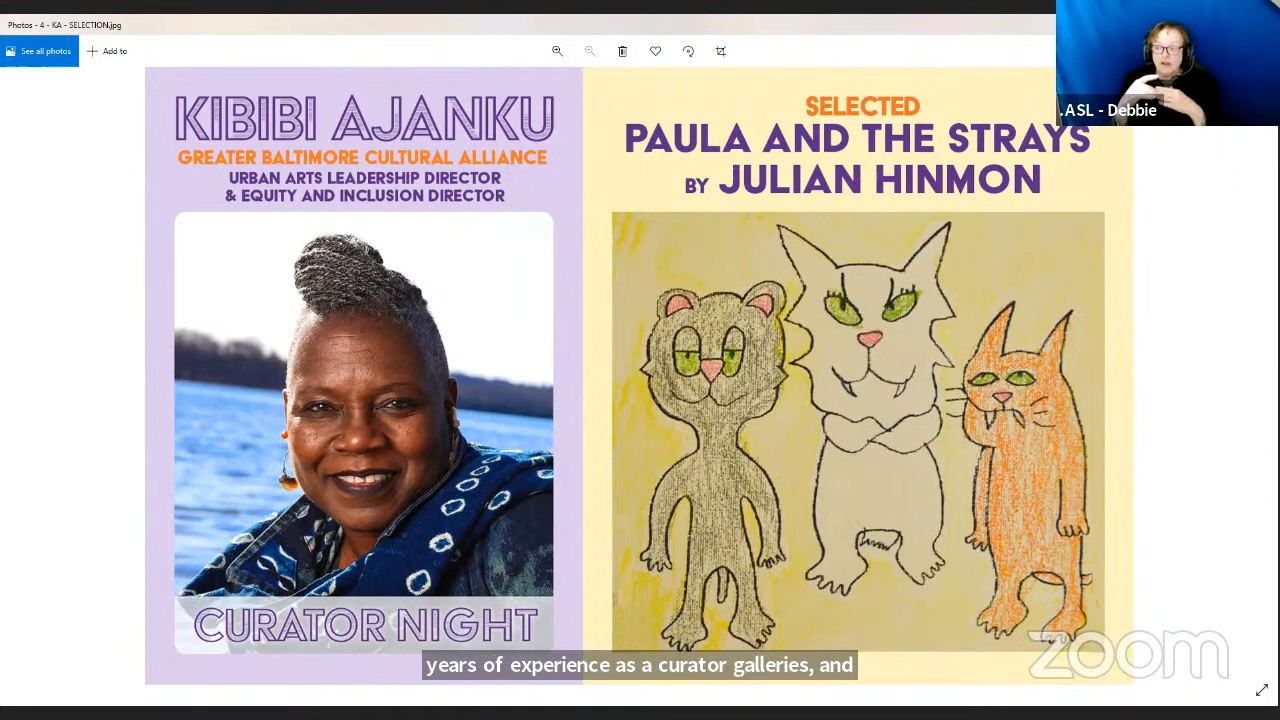 Photos - 4 - KA - SELECTION.jpg
See all photos
Add to
.ASL - Debbie
KIBIBI AJANKU
GREATER BALTIMORE CULTURAL ALLIANCE
URBAN ARTS LEADERSHIP DIRECTOR
& EQUITY AND INCLUSION DIRECTOR
CURATOR NIGHT
SELECTED
PAULA AND THE STRAYS
BY JULIAN HINMON
years of experience as a curator galleries, and
zoom